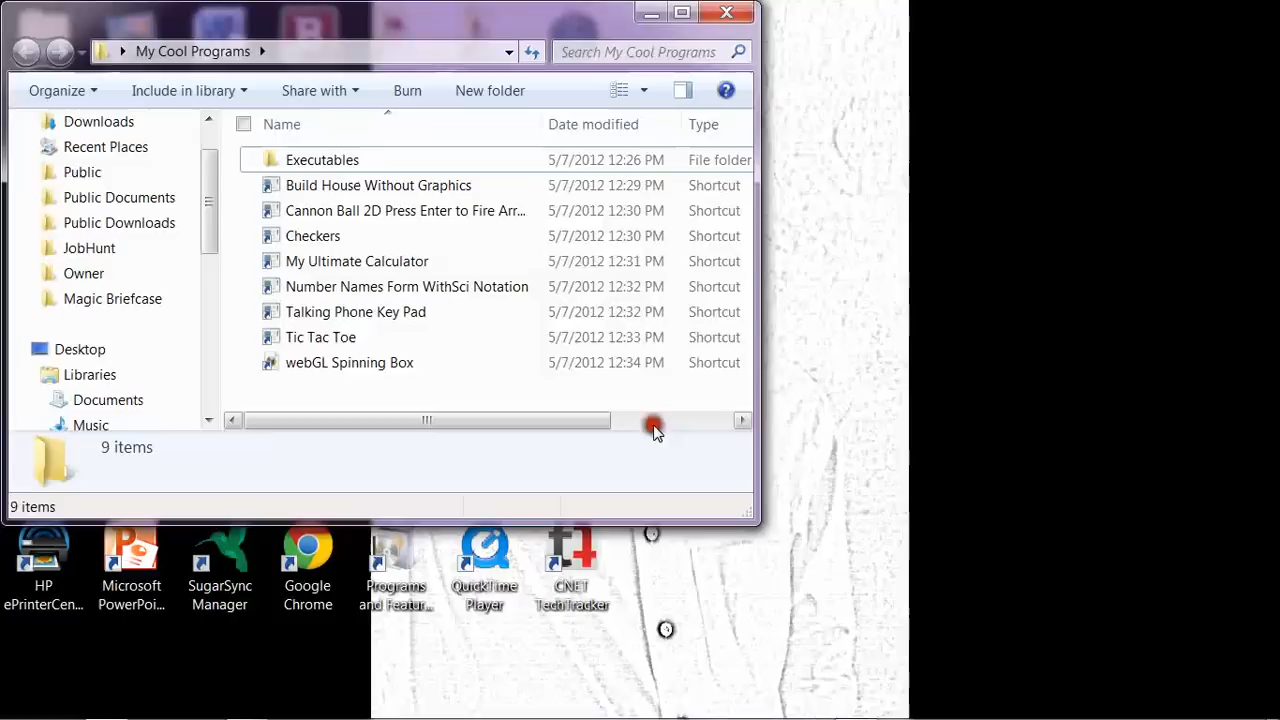 My Cool Programs
Search My Cool Programs
Organize
Include in library
Share with
Burn
New folder
Name
Date modified
Type
Downloads
Recent Places
Public
Public Documents
Public Downloads
JobHunt
Owner
Magic Briefcase
Desktop
Libraries
Documents
Music
Executables 5/7/2012 12:26 PM File folder
Build House Without Graphics 5/7/2012 12:29 PM Shortcut
Cannon Ball 2D Press Enter to Fire Arr... 5/7/2012 12:30 PM Shortcut
Checkers 5/7/2012 12:30 PM Shortcut
My Ultimate Calculator 5/7/2012 12:31 PM Shortcut
Number Names Form WithSci Notation 5/7/2012 12:32 PM Shortcut
Talking Phone Key Pad 5/7/2012 12:32 PM Shortcut
Tic Tac Toe 5/7/2012 12:33 PM Shortcut
webGL Spinning Box 5/7/2012 12:34 PM Shortcut
9 items
9 items
HP
ePrinterCen...
Microsoft
PowerPoi...
SugarSync
Manager
Google
Chrome
Programs
and Featur...
QuickTime
Player
CNET
TechTracker